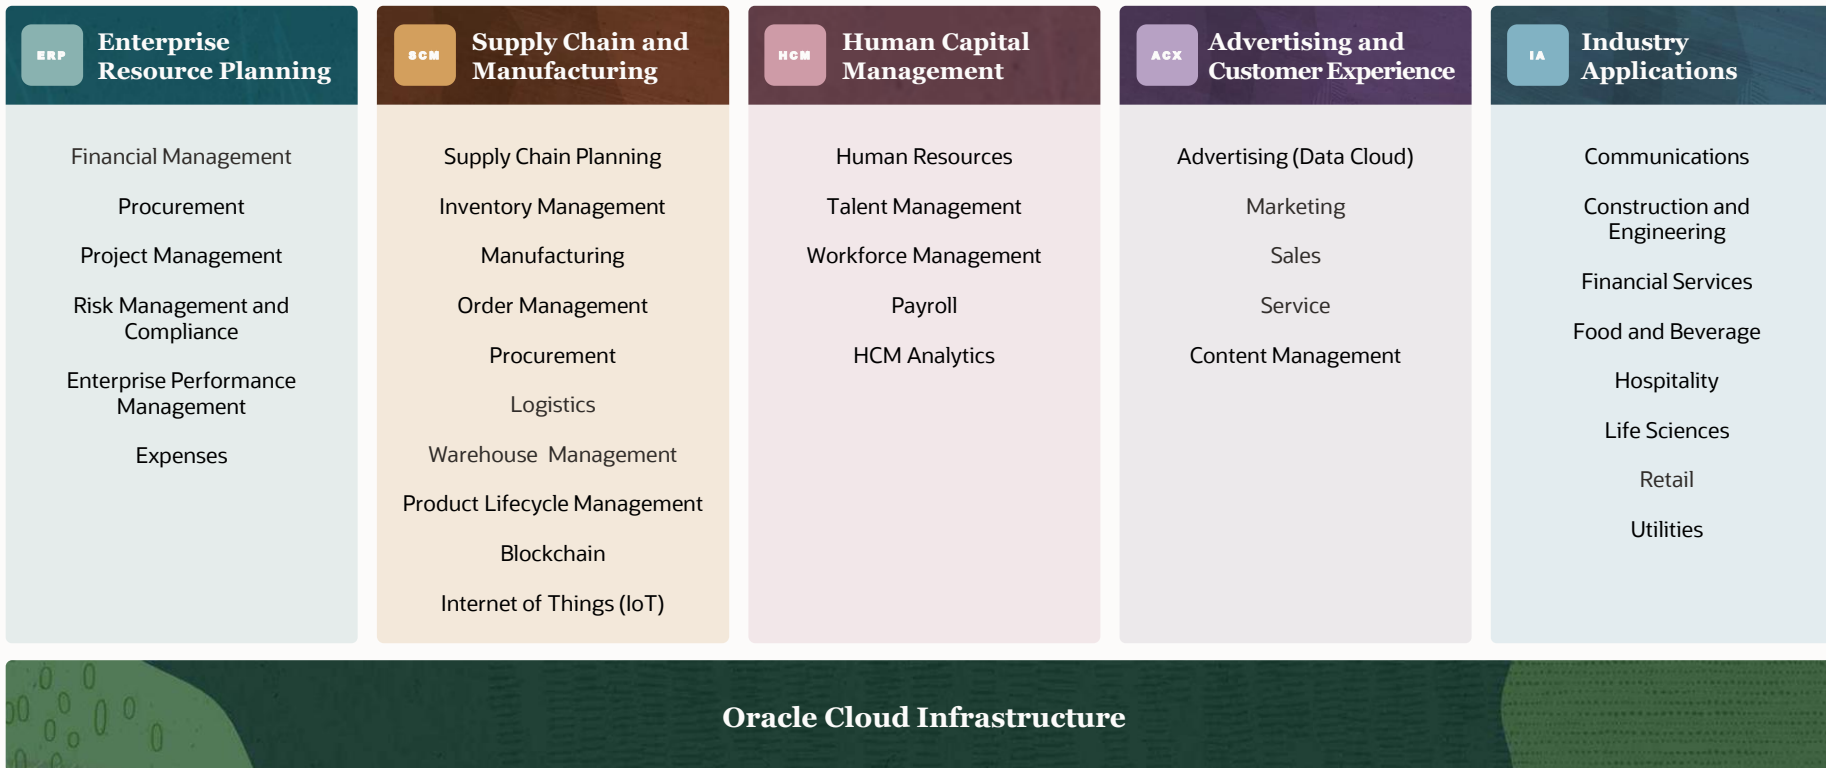 ERP
Enterprise
Resource Planning
Financial Management
Procurement
Project Management
Risk Management and
Compliance
Enterprise Performance
Management
Expenses
SCM
Supply Chain and
Manufacturing
Supply Chain Planning
Inventory Management
Manufacturing
Order Management
Procurement
Logistics
Warehouse  Management
Product Lifecycle Management
Blockchain
Internet of Things (IoT)
HCM
Human Capital
Management
Human Resources
Talent Management
Workforce Management
Payroll
HCM Analytics
ACX
Advertising and
Customer Experience
Advertising (Data Cloud)
Marketing
Sales
Service
Content Management
IA
Industry
Applications
Communications
Construction and
Engineering
Financial Services
Food and Beverage
Hospitality
Life Sciences
Retail
Utilities
Oracle Cloud Infrastructure